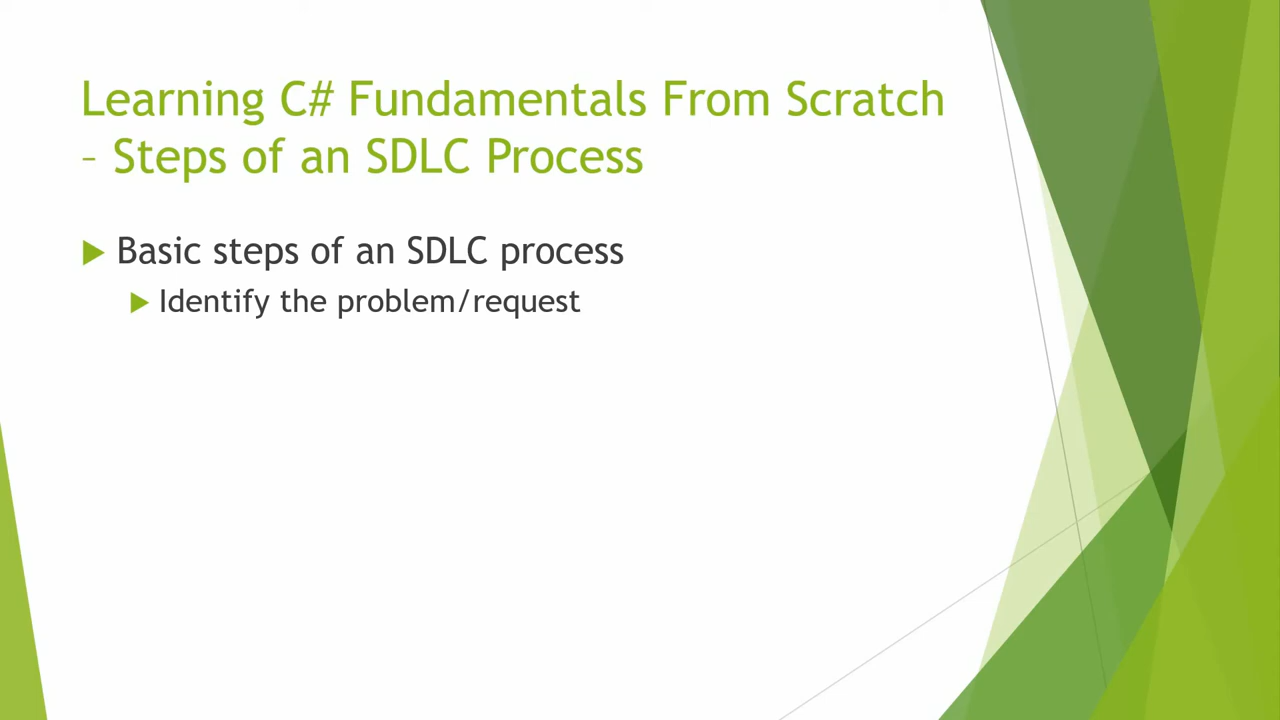 Learning C# Fundamentals From Scratch
– Steps of an SDLC Process
Basic steps of an SDLC process
Identify the problem/request